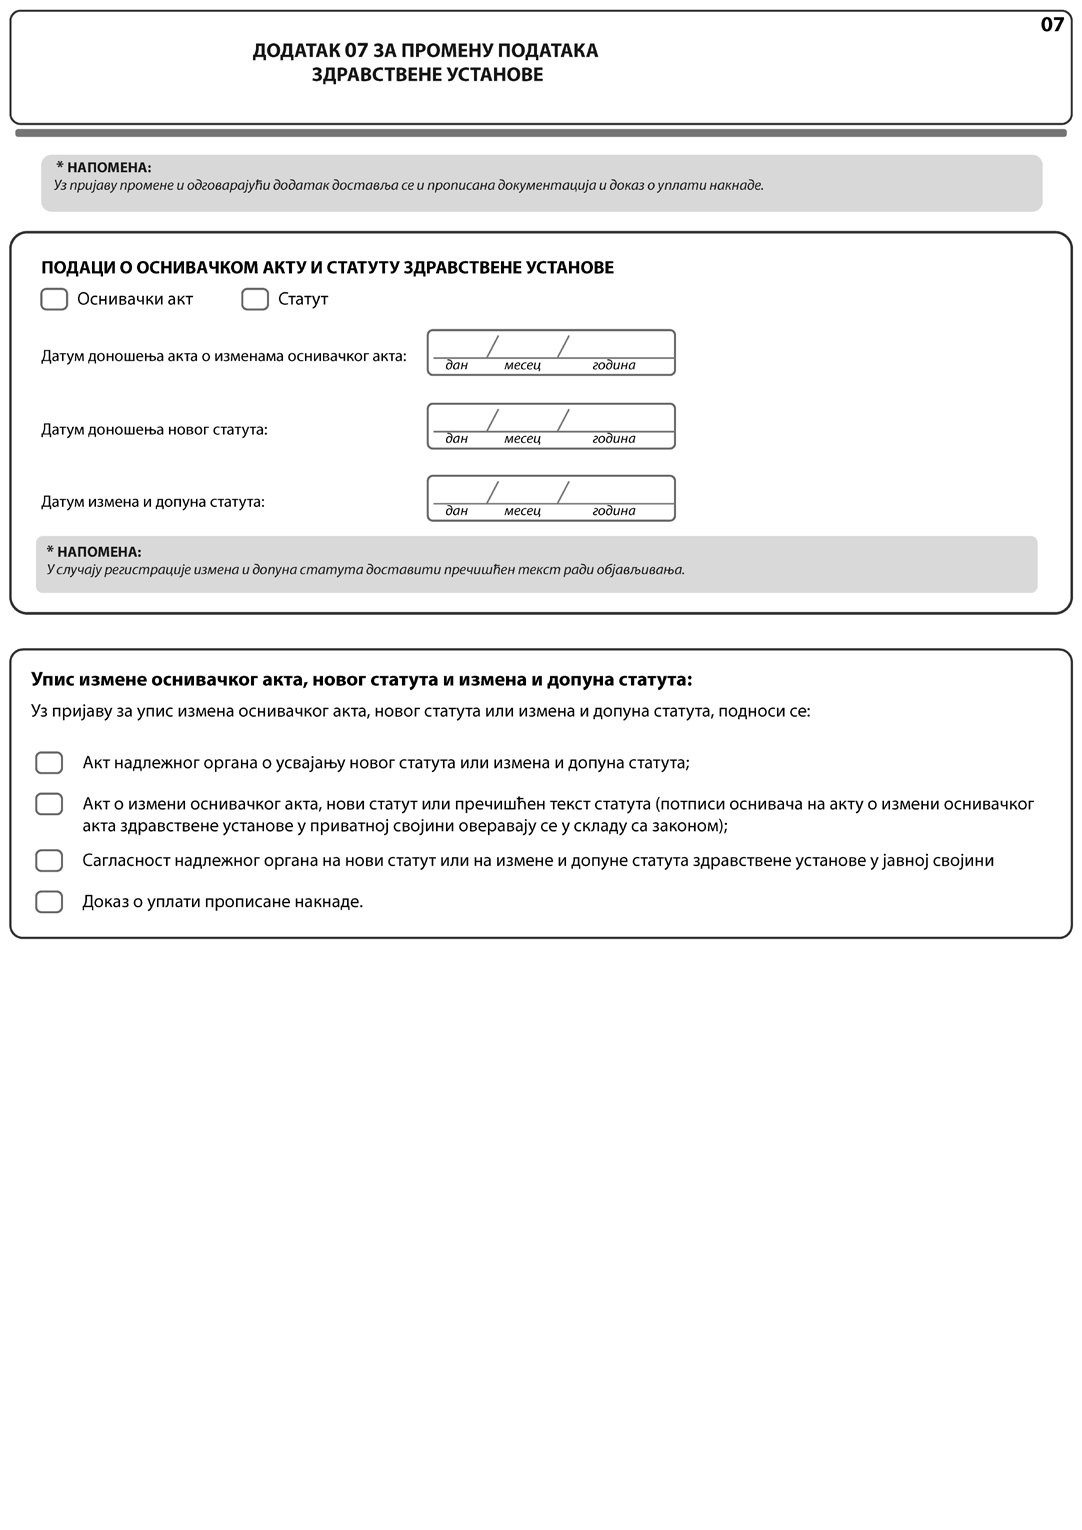 07
ДОДАТАК 07 ЗА ПРОМЕНУ ПОДАТАКА
ЗДРАВСТВЕНЕ УСТАНОВЕ
* НАПОМЕНА:
Уз пријаву промене и одговарајући додатак доставља се и прописана документација и доказ о уплати накнаде.
ПОДАЦИ О ОСНИВАЧКОМ АКТУ И СТАТУТУ ЗДРАВСТВЕНЕ УСТАНОВЕ
Оснивачки акт Статут
Датум доношења акта о изменама оснивачког акта: / /
дан месец година
Датум доношења новог статута: / /
дан месец година
Датум измена и допуна статута: / /
дан месец година
* НАПОМЕНА:
У случају регистрације измена и допуна статута доставити пречишћен текст ради објављивања.
Упис измене оснивачког акта, новог статута и измена и допуна статута:
Уз пријаву за упис измена оснивачког акта, новог статута или измена и допуна статута, подноси се:
Акт надлежног органа о усвајању новог статута или измена и допуна статута;
Акт о измени оснивачког акта, нови статут или пречишћен текст статута (потписи оснивача на акту о измени оснивачког
акта здравствене установе у приватној својини оверавају се у складу са законом);
Сагласност надлежног органа на нови статут или на измене и допуне статута здравствене установе у јавној својини
Доказ о уплати прописане накнаде.